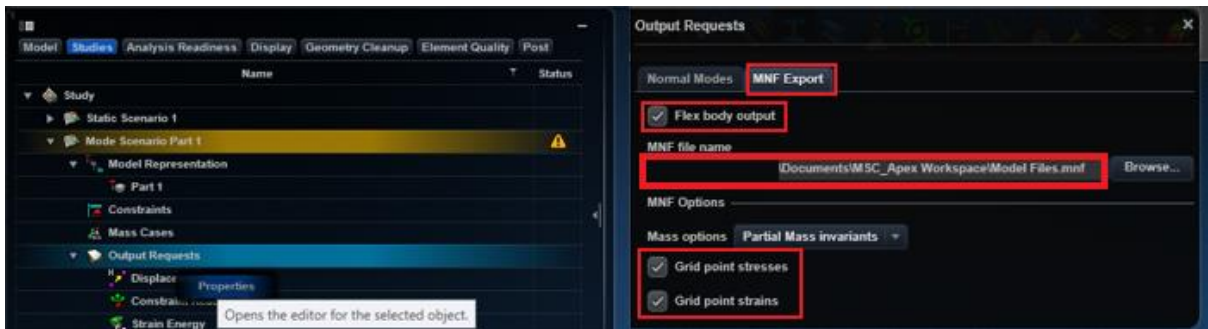 Model Studies Analysis Readiness Display Geometry Cleanup Element Quality Post
Name Status
Study
Static Scenario 1
Mode Scenario Part 1
Model Representation
Part 1
Constraints
Mass Cases
Output Requests
Properties
Opens the editor for the selected object.
Strain Energy
Output Requests
Normal Modes MNF Export
Flex body output
MNF file name
\Documents\MSC_Apex Workspace\Model Files.mnf Browse...
MNF Options
Mass options Partial Mass invariants
Grid point stresses
Grid point strains